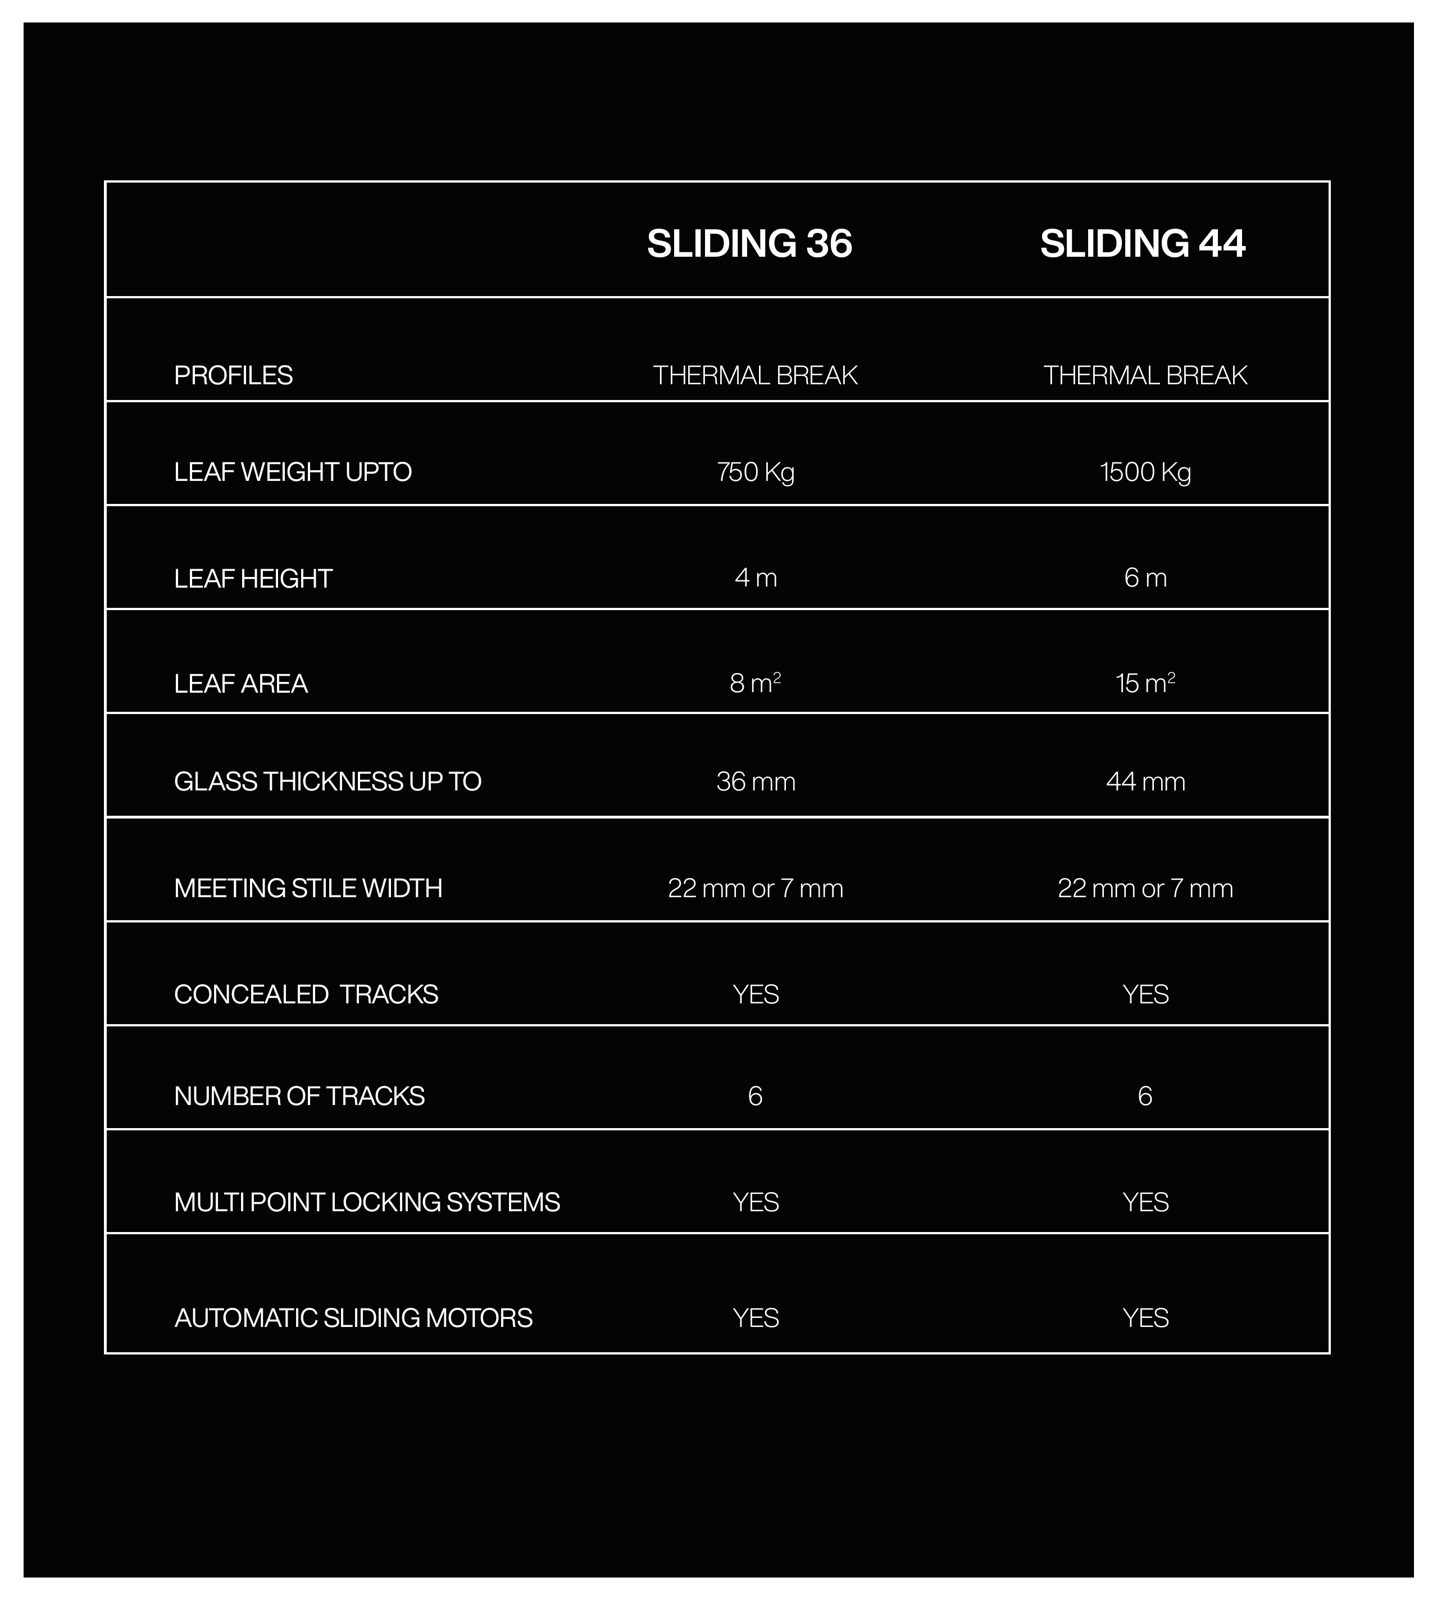 SLIDING 36 SLIDING 44
PROFILES THERMAL BREAK THERMAL BREAK
LEAF WEIGHT UPTO 750 Kg 1500 Kg
LEAF HEIGHT 4 m 6 m
LEAF AREA 8 m² 15 m²
GLASS THICKNESS UP TO 36 mm 44 mm
MEETING STILE WIDTH 22 mm or 7 mm 22 mm or 7 mm
CONCEALED TRACKS YES YES
NUMBER OF TRACKS 6 6
MULTI POINT LOCKING SYSTEMS YES YES
AUTOMATIC SLIDING MOTORS YES YES